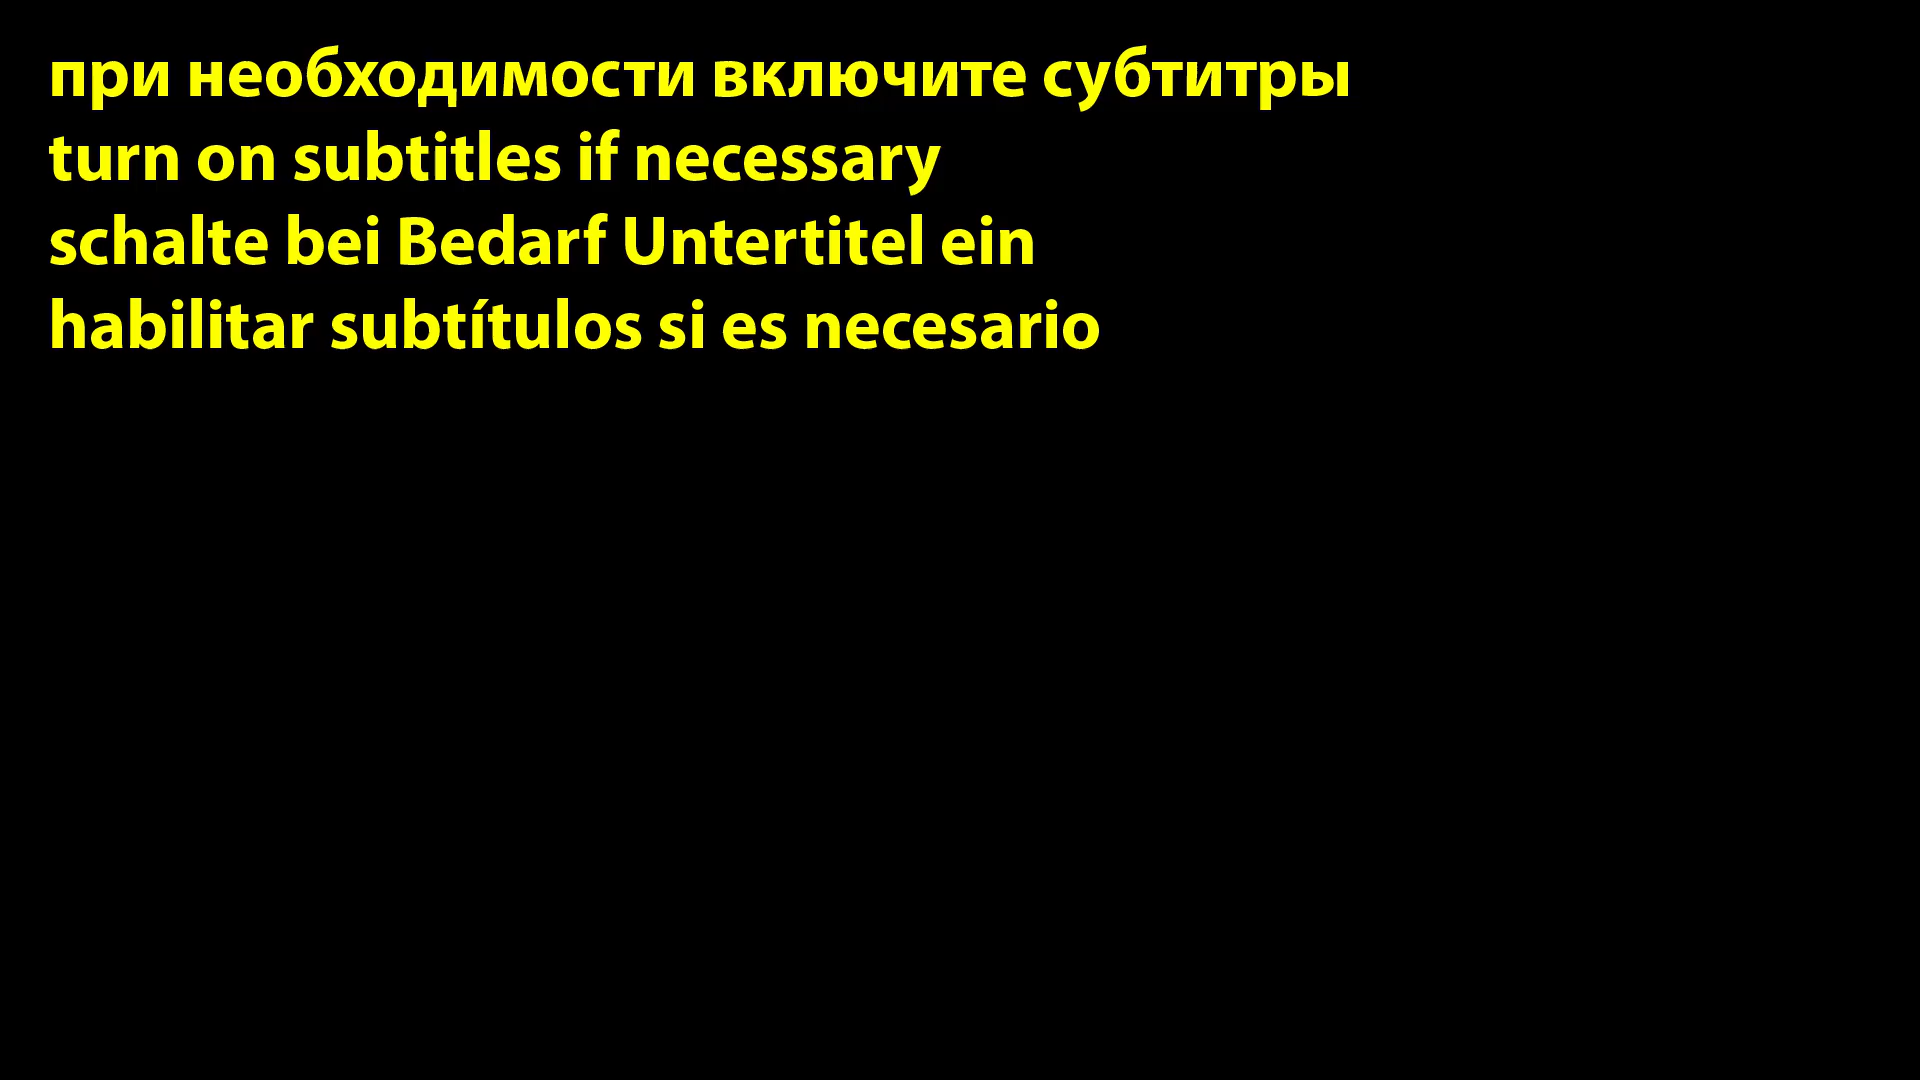 при необходимости включите субтитры
turn on subtitles if necessary
schalte bei Bedarf Untertitel ein
habilitar subtítulos si es necesario